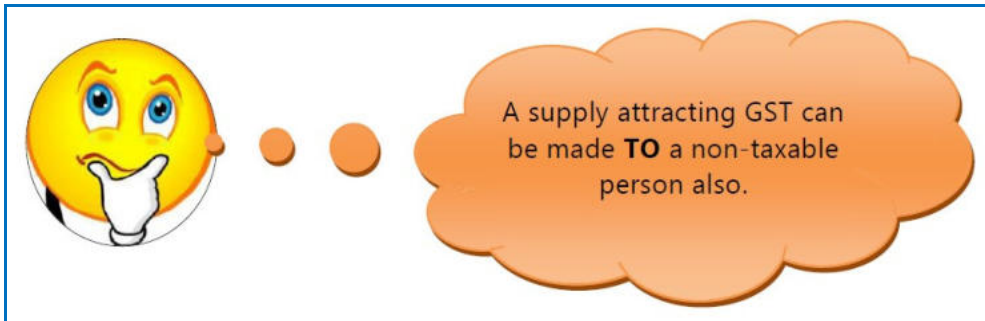 A supply attracting GST can
be made TO a non-taxable
person also.